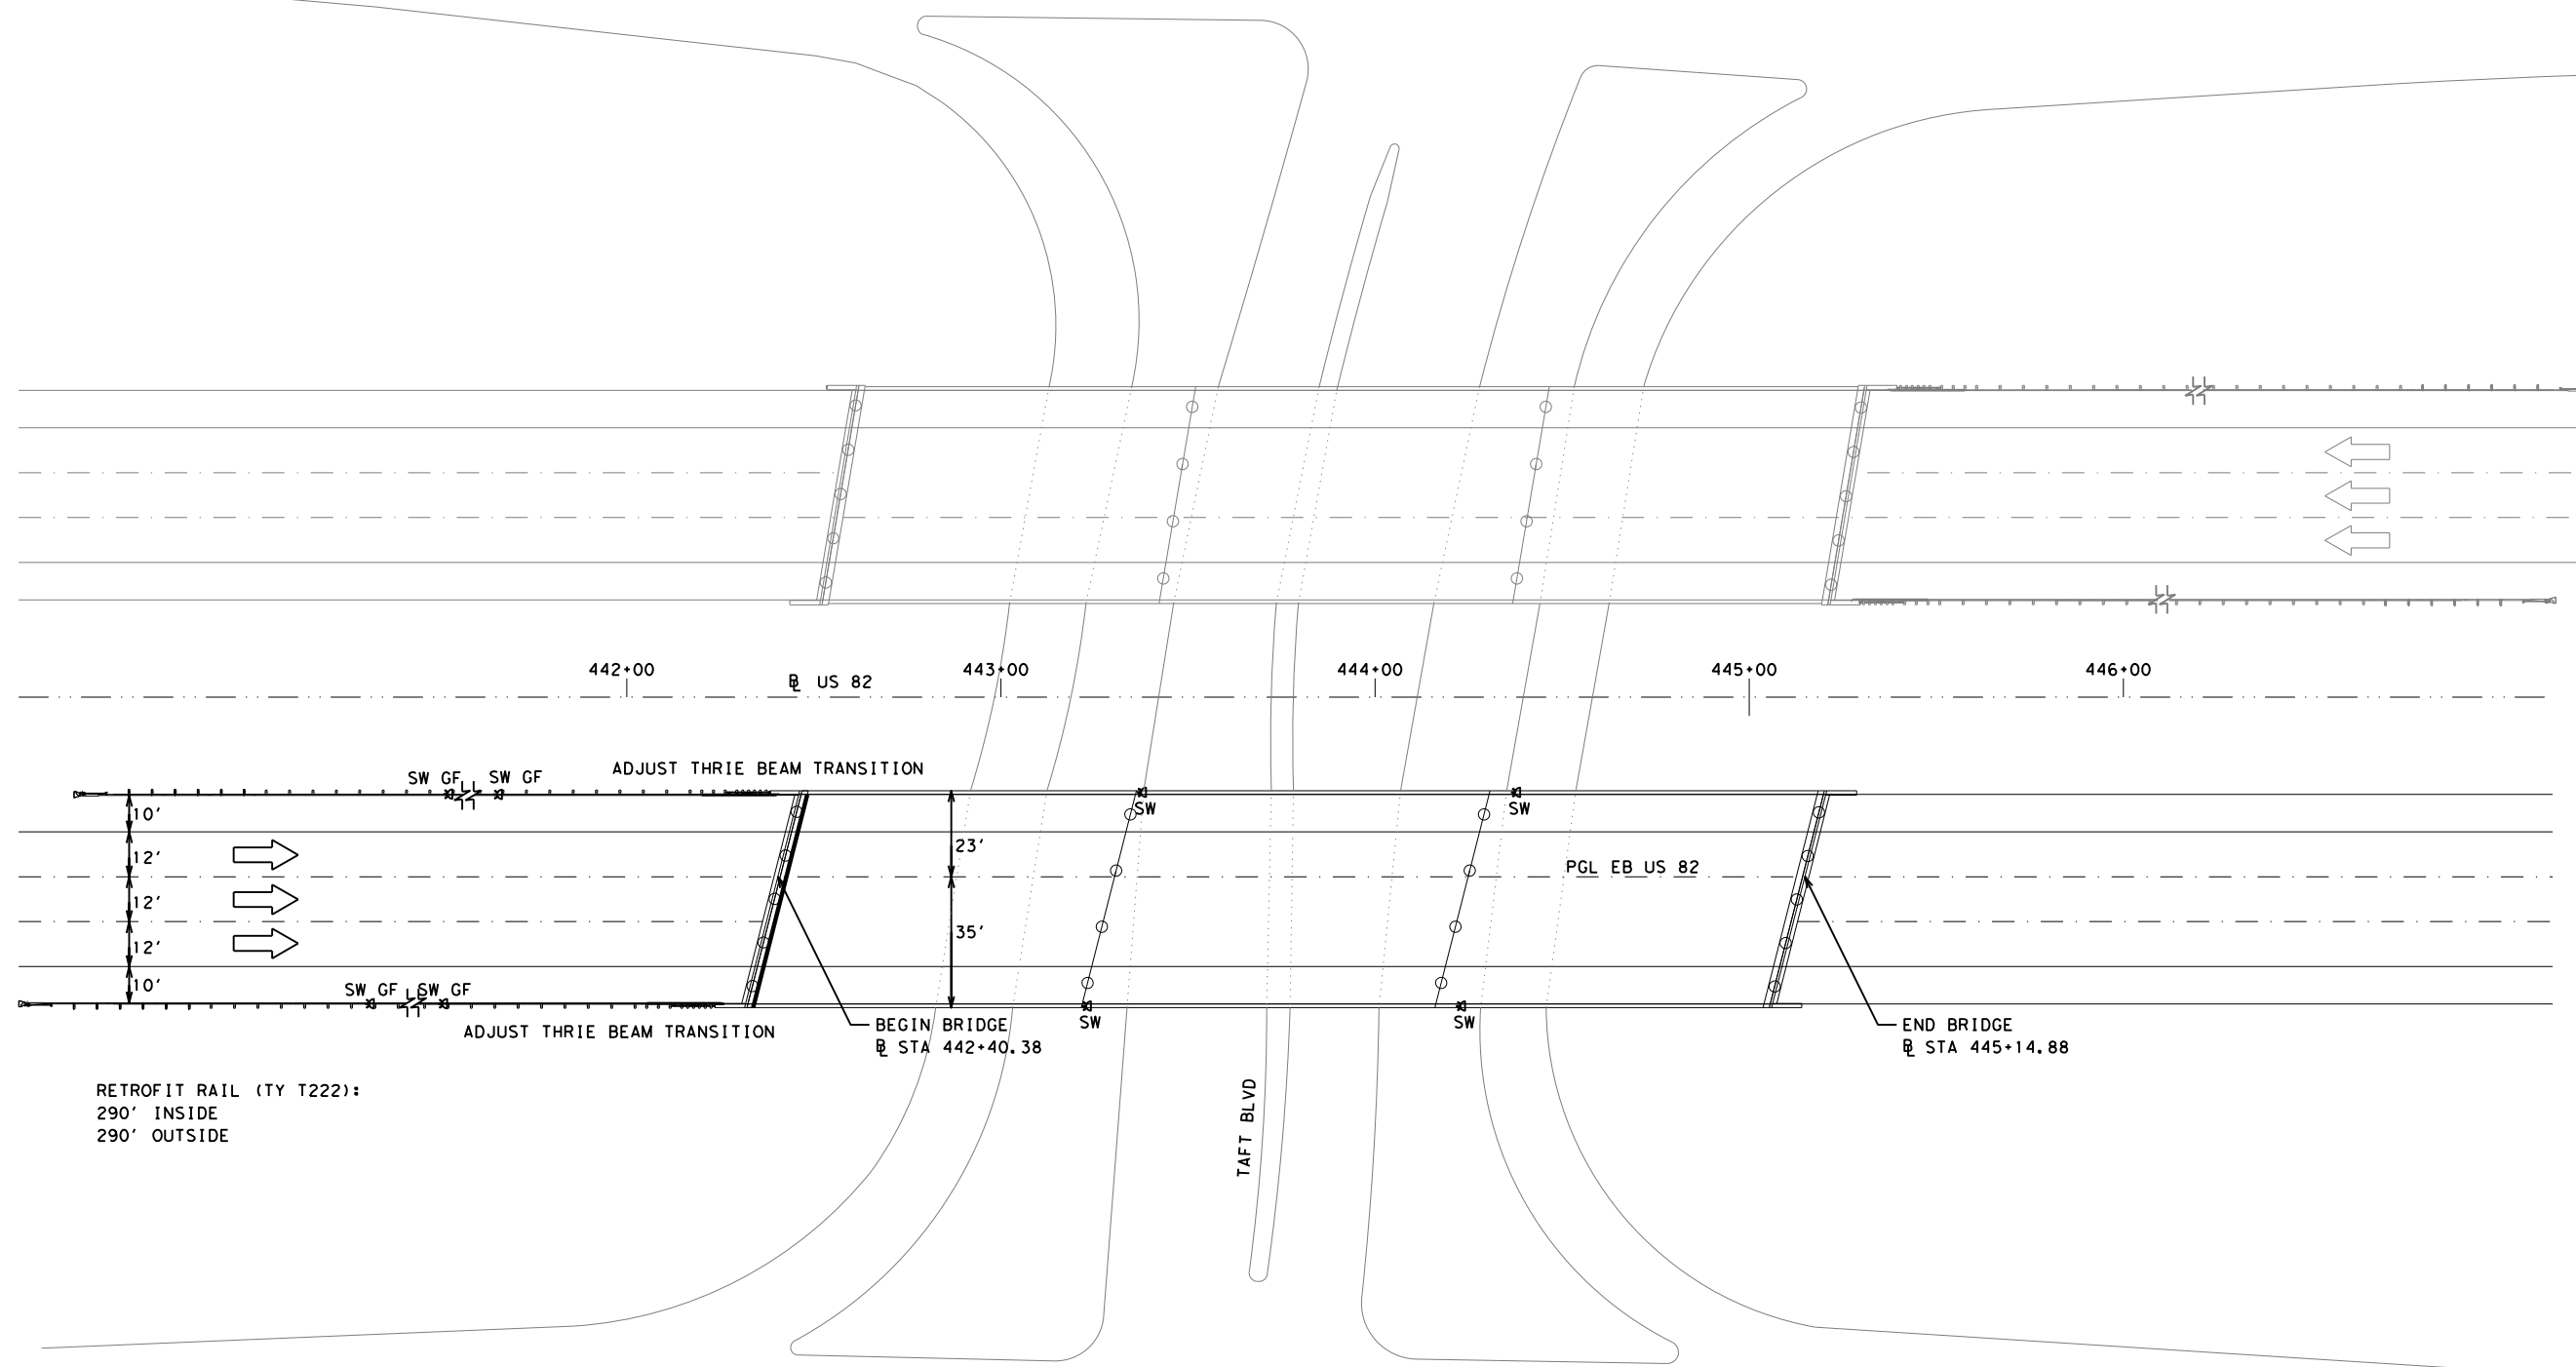 442+00
443+00
444+00
445+00
446+00
℄ US 82
ADJUST THRIE BEAM TRANSITION
SW GF
SW GF
SW
SW
10'
12'
12'
12'
10'
23'
35'
PGL EB US 82
SW GF
SW GF
SW
SW
ADJUST THRIE BEAM TRANSITION
BEGIN BRIDGE
℄ STA 442+40.38
END BRIDGE
℄ STA 445+14.88
RETROFIT RAIL (TY T222):
290' INSIDE
290' OUTSIDE
TAFT BLVD